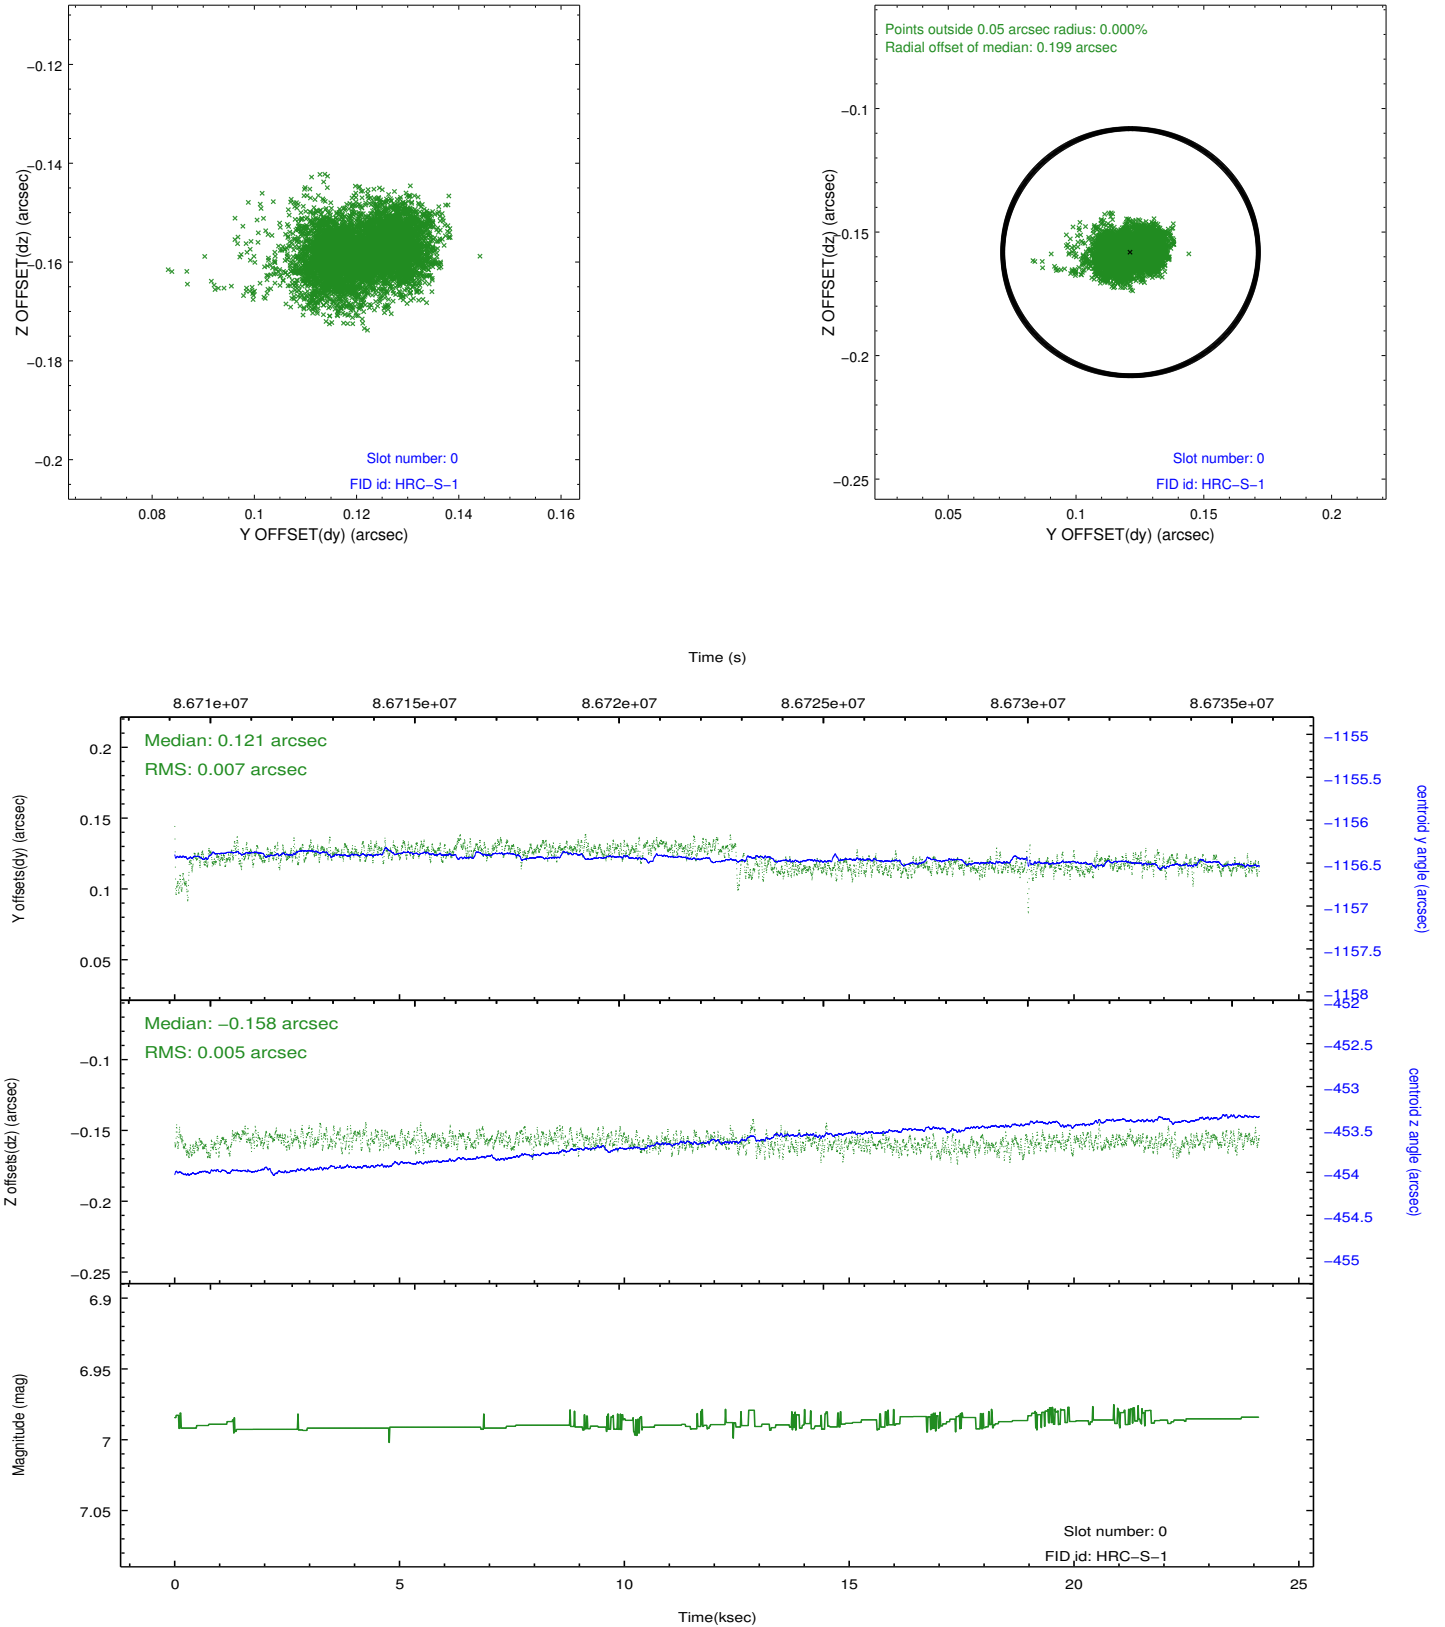 −0.12
−0.14
−0.16
−0.18
−0.2
Z OFFSET(dz) (arcsec)
0.08 0.1 0.12 0.14 0.16
Y OFFSET(dy) (arcsec)
Slot number: 0
FID id: HRC−S−1
Points outside 0.05 arcsec radius: 0.000%
Radial offset of median: 0.199 arcsec
−0.1
−0.15
−0.2
−0.25
Z OFFSET(dz) (arcsec)
0.05 0.1 0.15 0.2
Y OFFSET(dy) (arcsec)
Slot number: 0
FID id: HRC−S−1
Time (s)
8.671e+07 8.6715e+07 8.672e+07 8.6725e+07 8.673e+07 8.6735e+07
Median: 0.121 arcsec
RMS: 0.007 arcsec
0.2
0.15
0.1
0.05
Y offsets(dy) (arcsec)
−1155
−1155.5
−1156
−1156.5
−1157
−1157.5
−1158
centroid y angle (arcsec)
Median: −0.158 arcsec
RMS: 0.005 arcsec
−0.1
−0.15
−0.2
−0.25
Z offsets(dz) (arcsec)
−452
−452.5
−453
−453.5
−454
−454.5
−455
centroid z angle (arcsec)
6.9
6.95
7
7.05
Magnitude (mag)
Slot number: 0
FID id: HRC−S−1
0 5 10 15 20 25
Time(ksec)